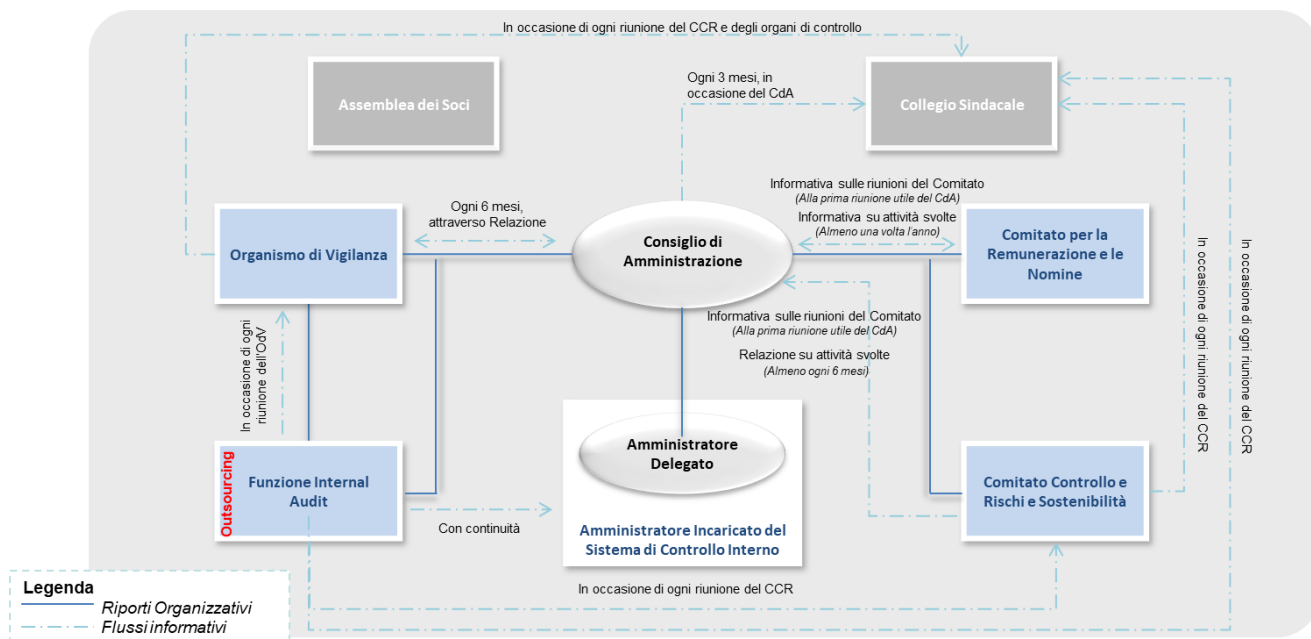 In occasione di ogni riunione del CCR e degli organi di controllo
Assemblea dei Soci
Ogni 3 mesi, in
occasione del CdA
Collegio Sindacale
Organismo di Vigilanza
Ogni 6 mesi,
attraverso Relazione
Consiglio di
Amministrazione
Informativa sulle riunioni del Comitato
(Alla prima riunione utile del CdA)
Informativa su attività svolte
(Almeno una volta l'anno)
Comitato per la
Remunerazione e le
Nomine
In occasione di ogni riunione del CCR
In occasione di ogni riunione del CCR
In occasione di ogni
riunione dell'OdV
Informativa sulle riunioni del Comitato
(Alla prima riunione utile del CdA)
Relazione su attività svolte
(Almeno ogni 6 mesi)
Outsourcing
Funzione Internal
Audit
Con continuità
Amministratore
Delegato
Amministratore Incaricato del
Sistema di Controllo Interno
Comitato Controllo e
Rischi e Sostenibilità
In occasione di ogni riunione del CCR
Legenda
Riporti Organizzativi
Flussi informativi